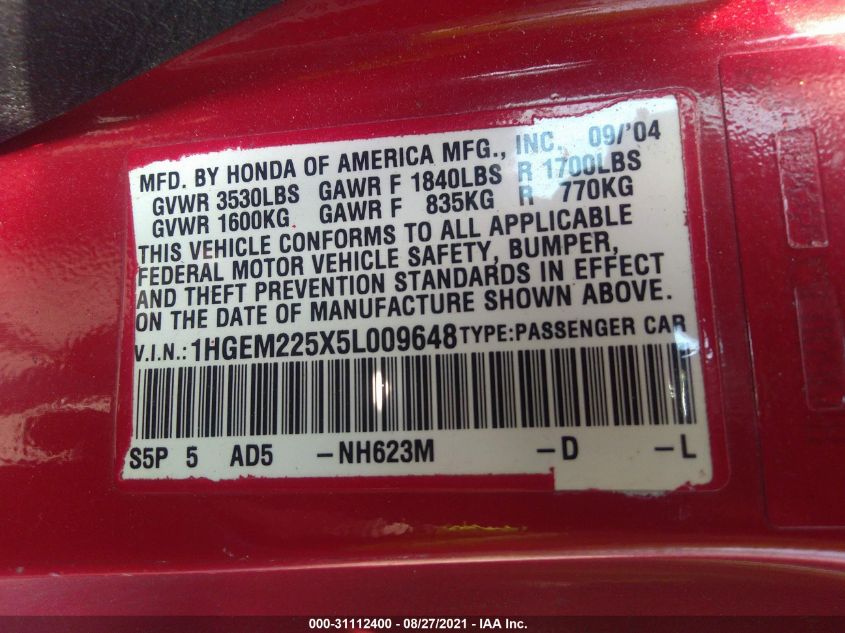 MFD. BY HONDA OF AMERICA MFG., INC. 09/'04
GVWR 3530LBS GAWR F 1840LBS R 1700LBS
GVWR 1600KG GAWR F 835KG R 770KG
THIS VEHICLE CONFORMS TO ALL APPLICABLE
FEDERAL MOTOR VEHICLE SAFETY, BUMPER,
AND THEFT PREVENTION STANDARDS IN EFFECT
ON THE DATE OF MANUFACTURE SHOWN ABOVE.
V.I.N.:1HGEM225X5L009648 TYPE:PASSENGER CAR
S5P 5 AD5 -NH623M -D -L
000-31112400 - 08/27/2021 - IAA Inc.